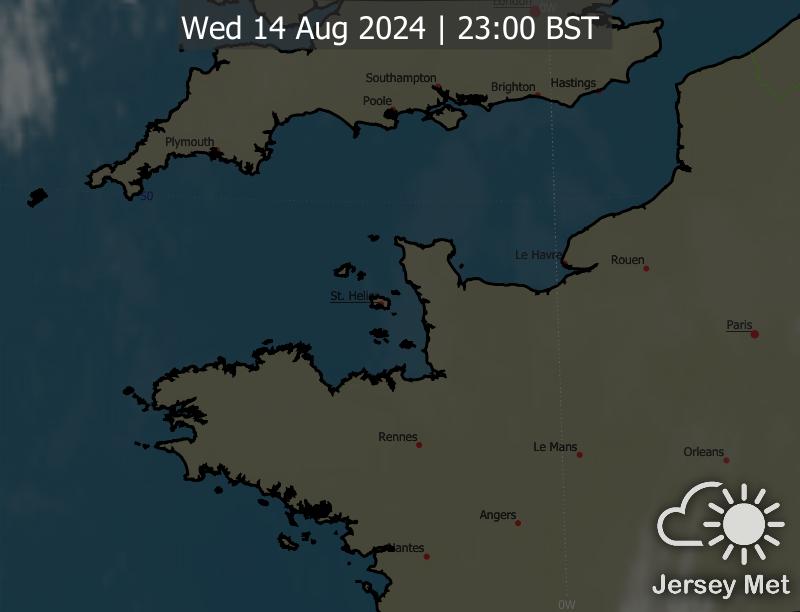 London
Wed 14 Aug 2024 | 23:00 BST
0W
Southampton
Brighton
Hastings
Poole
Plymouth
50
Le Havre
Rouen
St. Helier
Paris
Rennes
Le Mans
Orleans
Angers
Nantes
Jersey Met
0W